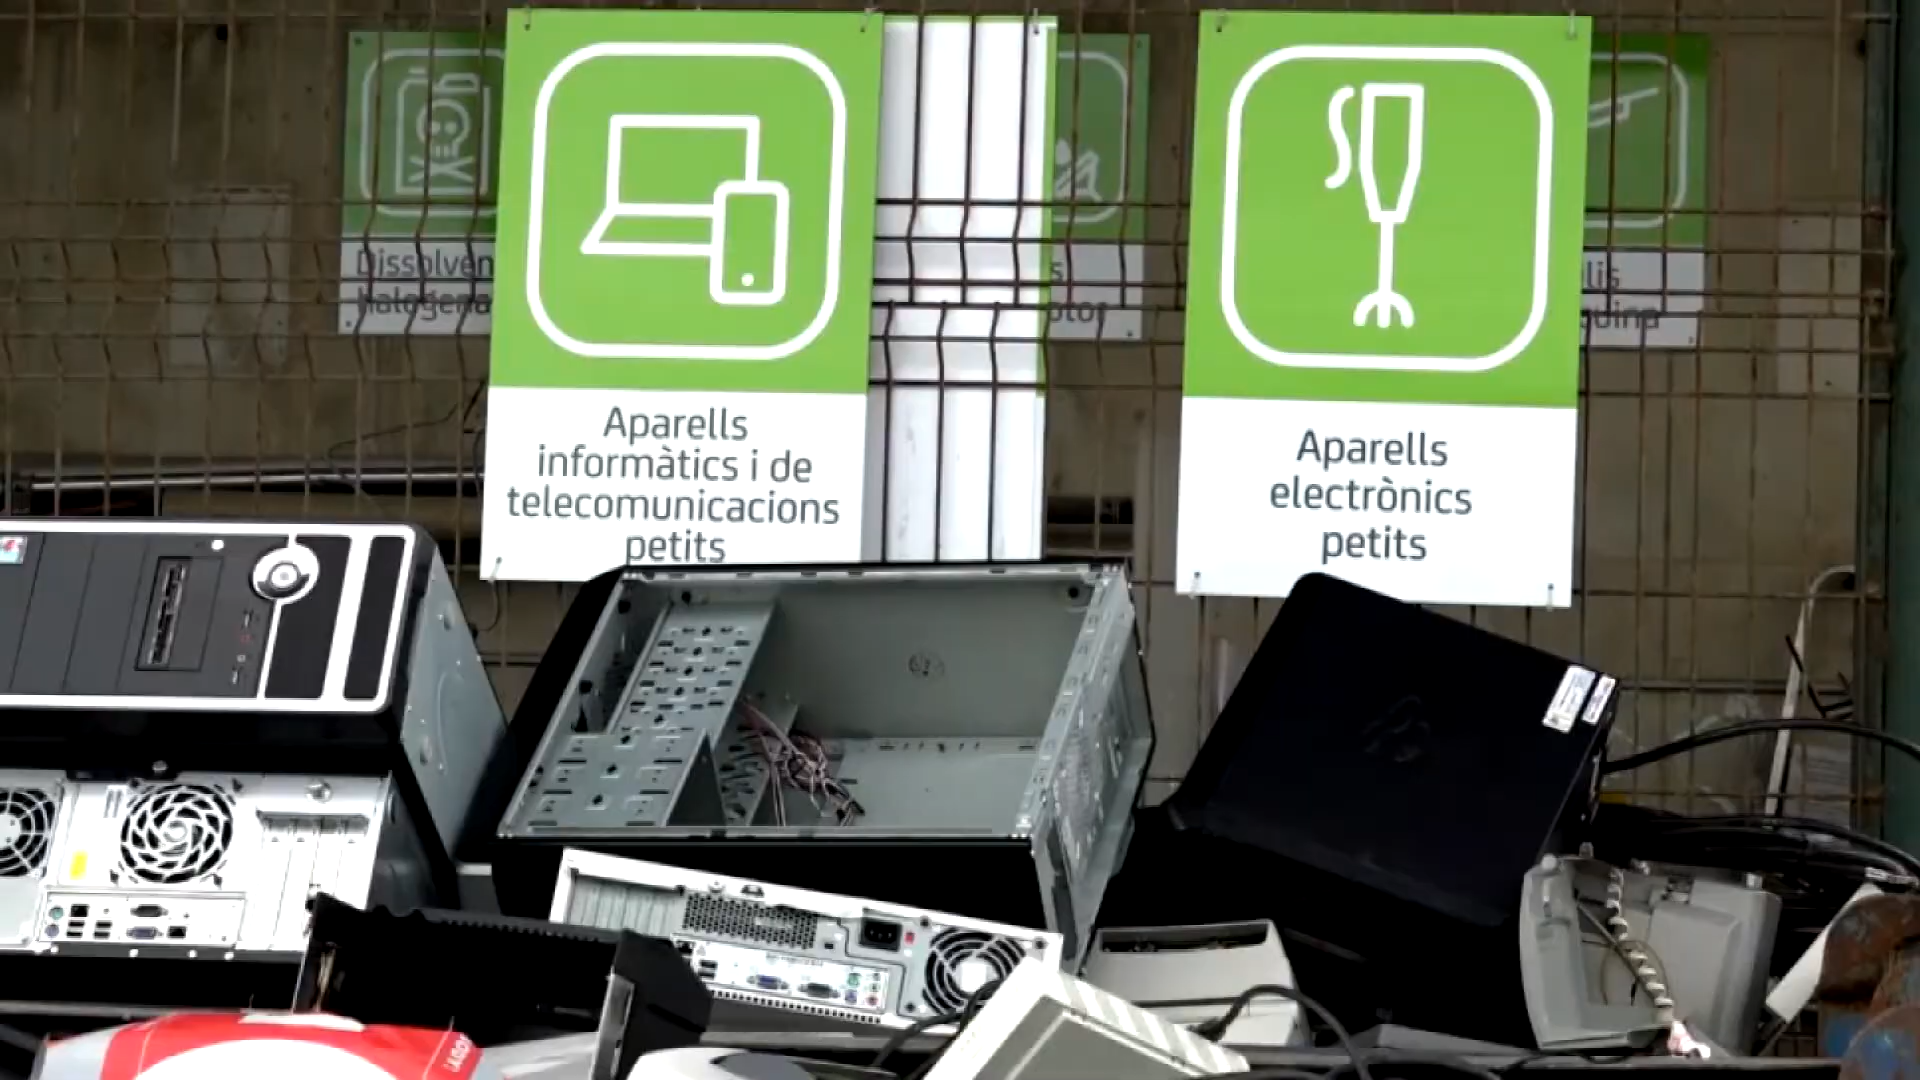 Aparells
informàtics i de
telecomunicacions
petits
Aparells
electrònics
petits